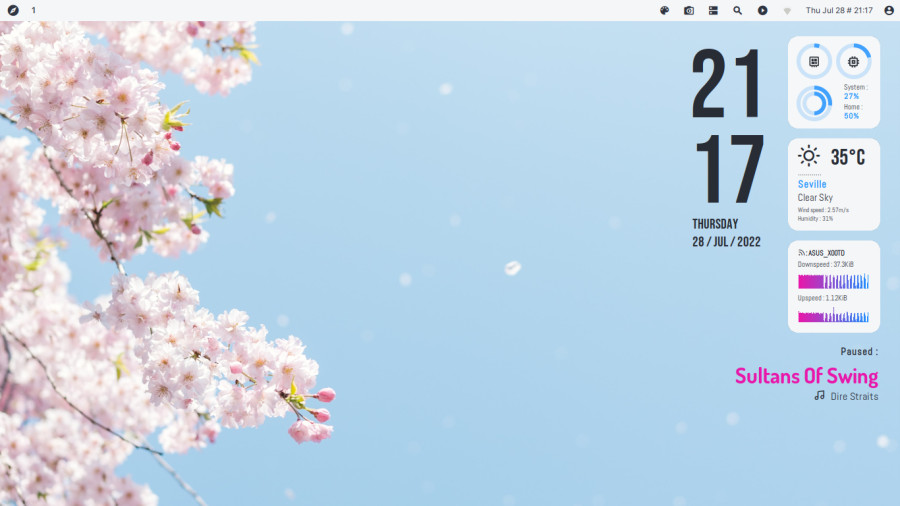 1
Thu Jul 28 # 21:17
21
17
THURSDAY
28 / JUL / 2022
System :
27%
Home :
50%
35°C
Seville
Clear Sky
Wind speed : 2.57m/s
Humidity : 31%
:ASUS_X00TD
Downspeed : 37.3KiB
Upspeed : 1.12KiB
Paused :
Sultans Of Swing
Dire Straits